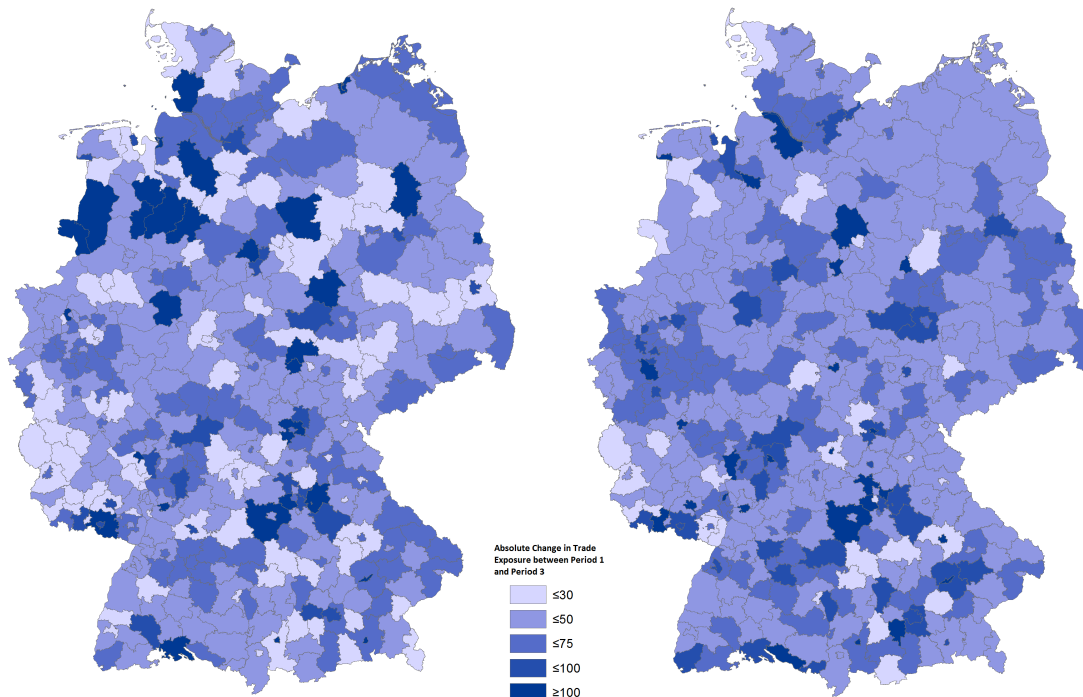 Absolute Change in Trade
Exposure between Period 1
and Period 3
≤30
≤50
≤75
≤100
≥100